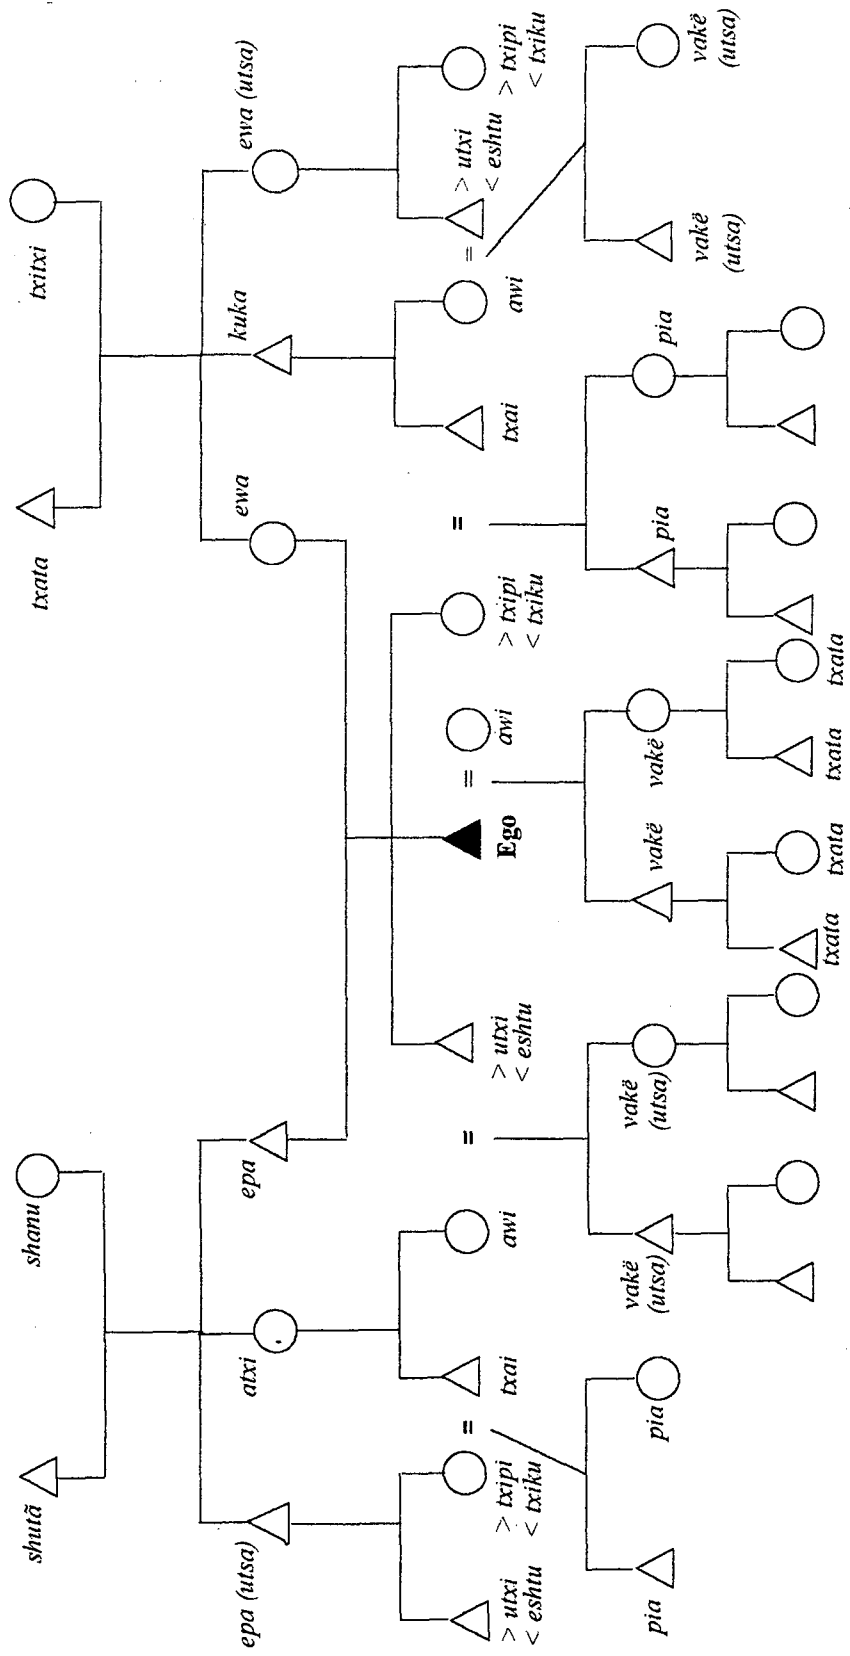 shutã
shanu
txata
txitxi
epa (utsa)
atxi
epa
ewa
kuka
ewa (utsa)
> utxi
< eshtu
> txipi
< txiku
=
txai
awi
=
> utxi
< eshtu
Ego
=
awi
> txipi
< txiku
=
txai
awi
=
> utxi
< eshtu
> txipi
< txiku
pia
pia
vakë
(utsa)
vakë
(utsa)
vakë
vakë
pia
pia
vakë
(utsa)
vakë
(utsa)
txata
txata
txata
txata